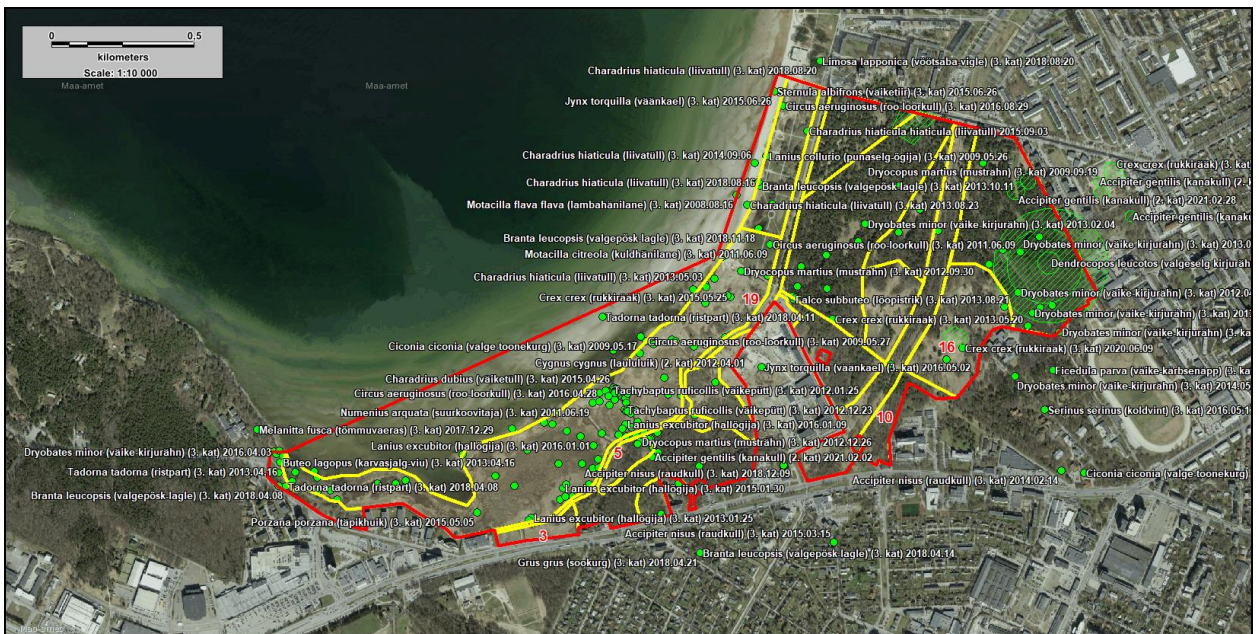 0 0,5
kilometers
Scale: 1:10 000
Maa-amet
Maa-amet
Limosa lapponica (vöötsaba-vigle) (3. kat) 2018.08.20
Charadrius hiaticula (liivatüll) (3. kat) 2018.08.20
Sternula albifrons (väiketiir) (3. kat) 2015.06.26
Jynx torquilla (väänkael) (3. kat) 2015.06.26
Circus aeruginosus (roo-loorkull) (3. kat) 2016.08.29
Charadrius hiaticula hiaticula (liivatüll) 2015.09.03
Charadrius hiaticula (liivatüll) (3. kat) 2014.09.06
Lanius collurio (punaselg-õgija) (3. kat) 2009.05.26
Crex crex (rukkirääk) (3. kat)
Dryocopus martius (musträhn) (3. kat) 2009.09.19
Charadrius hiaticula (liivatüll) (3. kat) 2018.08.16
Branta leucopsis (valgepõsk-lagle) (3. kat) 2013.10.11
Accipiter gentilis (kanakull) (2.
Accipiter gentilis (kanakull) (2. kat) 2021.02.28
Motacilla flava flava (lambahänilane) (3. kat) 2008.08.16
Charadrius hiaticula (liivatüll) (3. kat) 2013.08.23
Accipiter gentilis (kanaku
Dryobates minor (väike-kirjurähn) (3. kat) 2013.02.04
Branta leucopsis (valgepõsk-lagle) (3. kat) 2018.11.18
Circus aeruginosus (roo-loorkull) (3. kat) 2011.06.09
Dryobates minor (väike-kirjurähn) (3. kat) 2013.0
Motacilla citreola (kuldhänilane) (3. kat) 2011.06.09
Dendrocopos leucotos (valgeselg-kirjurähn)
Charadrius hiaticula (liivatüll) (3. kat) 2013.05.03
Dryocopus martius (musträhn) (3. kat) 2012.09.30
Crex crex (rukkirääk) (3. kat) 2015.05.25
19
Falco subbuteo (lõopistrik) (3. kat) 2013.08.21
Dryobates minor (väike-kirjurähn) (3. kat) 2012.04
Tadorna tadorna (ristpart) (3. kat) 2018.04.11
Crex crex (rukkirääk) (3. kat) 2013.05.20
Dryobates minor (väike-kirjurähn) (3. kat) 201
Dryobates minor (väike-kirjurähn) (3. kat)
Ciconia ciconia (valge-toonekurg) (3. kat) 2009.05.17
Circus aeruginosus (roo-loorkull) (3. kat) 2009.05.27
16
Crex crex (rukkirääk) (3. kat) 2020.06.09
Cygnus cygnus (laululuik) (2. kat) 2012.04.01
Jynx torquilla (väänkael) (3. kat) 2016.05.02
Ficedula parva (väike-kärbsenäpp) (3. ka
Charadrius dubius (väiketüll) (3. kat) 2015.04.26
Dryobates minor (väike-kirjurähn) (3. kat) 2014.05
Circus aeruginosus (roo-loorkull) (3. kat) 2016.04.28
Tachybaptus ruficollis (väikepütt) (3. kat) 2012.01.25
Numenius arquata (suurkoovitaja) (3. kat) 2011.06.19
Tachybaptus ruficollis (väikepütt) (3. kat) 2012.12.23
10
Serinus serinus (koldvint) (3. kat) 2016.05.1
Melanitta fusca (tõmmuvaeras) (3. kat) 2017.12.29
Lanius excubitor (hallõgija) (3. kat) 2016.01.09
Lanius excubitor (hallõgija) (3. kat) 2016.01.01
Dryocopus martius (musträhn) (3. kat) 2012.12.26
Dryobates minor (väike-kirjurähn) (3. kat) 2016.04.03
5
Accipiter gentilis (kanakull) (2. kat) 2021.02.02
Buteo lagopus (karvasjalg-viu) (3. kat) 2013.04.16
Tadorna tadorna (ristpart) (3. kat) 2013.04.16
Accipiter nisus (raudkull) (3. kat) 2018.12.09
Ciconia ciconia (valge-toonekurg)
Accipiter nisus (raudkull) (3. kat) 2014.02.14
Tadorna tadorna (ristpart) (3. kat) 2018.04.08
Lanius excubitor (hallõgija) (3. kat) 2015.01.30
Branta leucopsis (valgepõsk-lagle) (3. kat) 2018.04.08
Porzana porzana (täpikhuik) (3. kat) 2015.05.05
Lanius excubitor (hallõgija) (3. kat) 2013.01.25
3
Accipiter nisus (raudkull) (3. kat) 2015.03.15
Branta leucopsis (valgepõsk-lagle) (3. kat) 2018.04.14
Grus grus (sookurg) (3. kat) 2018.04.21
Maa-amet